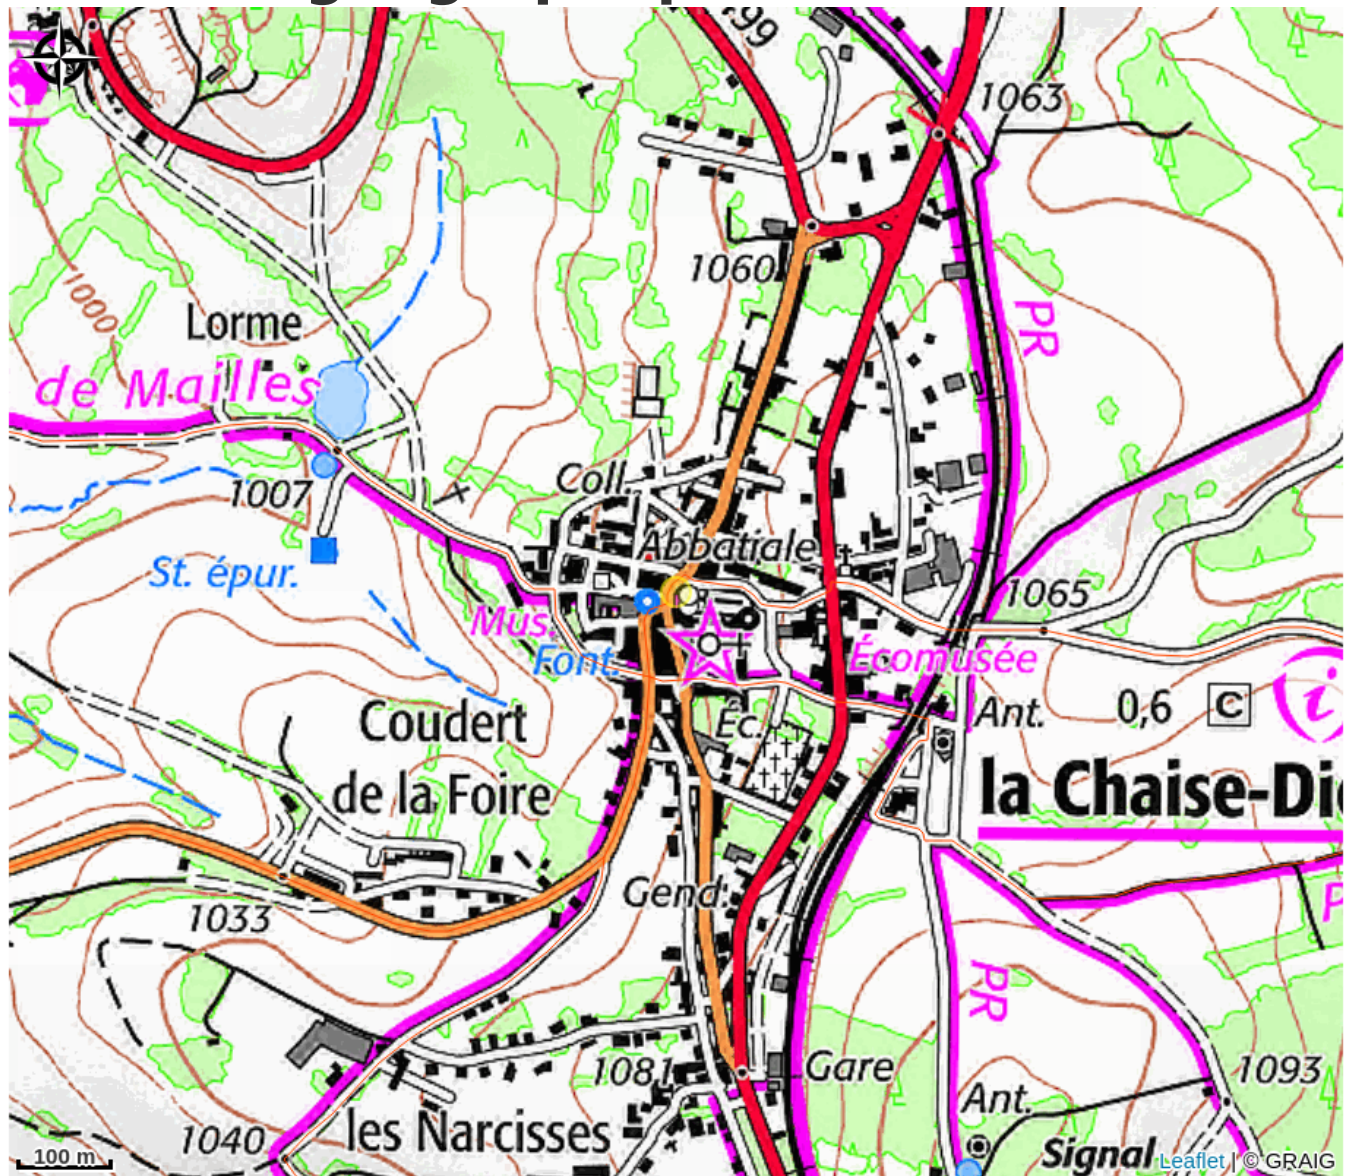 1063
1060
PR
1000
Lorme
de Mailles
Coll.
1007
Abbatiale
St. épur.
1065
Mus.
Font.
Écomusée
Éc.
Ant.
0,6
C
i
Coudert
de la Foire
la Chaise-Di
Gend.
1033
PR
1081
Gare
1093
Ant.
1040
les Narcisses
Signal
100 m
Leaflet | © GRAIG